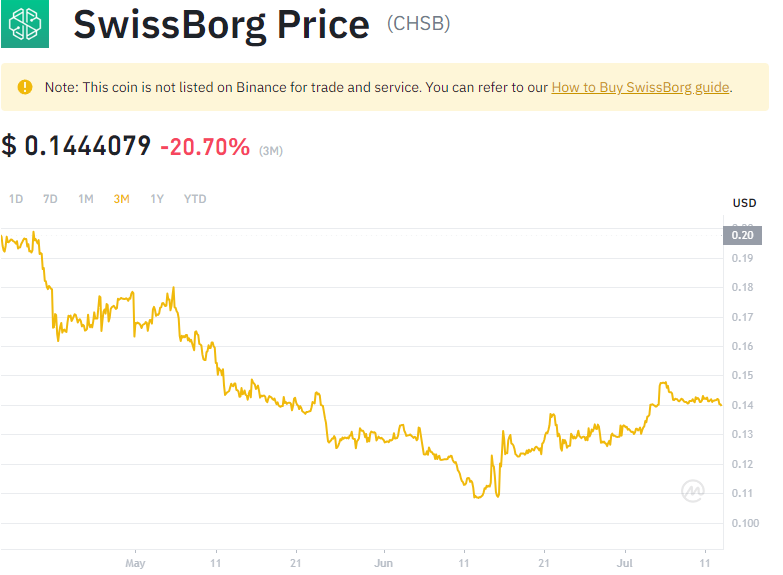 SwissBorg Price (CHSB)
Note: This coin is not listed on Binance for trade and service. You can refer to our How to Buy SwissBorg guide.
$ 0.1444079 -20.70% (3M)
1D 7D 1M 3M 1Y YTD
USD
0.20
0.19
0.18
0.17
0.16
0.15
0.14
0.13
0.12
0.11
0.100
May 11 21 Jun 11 21 Jul 11